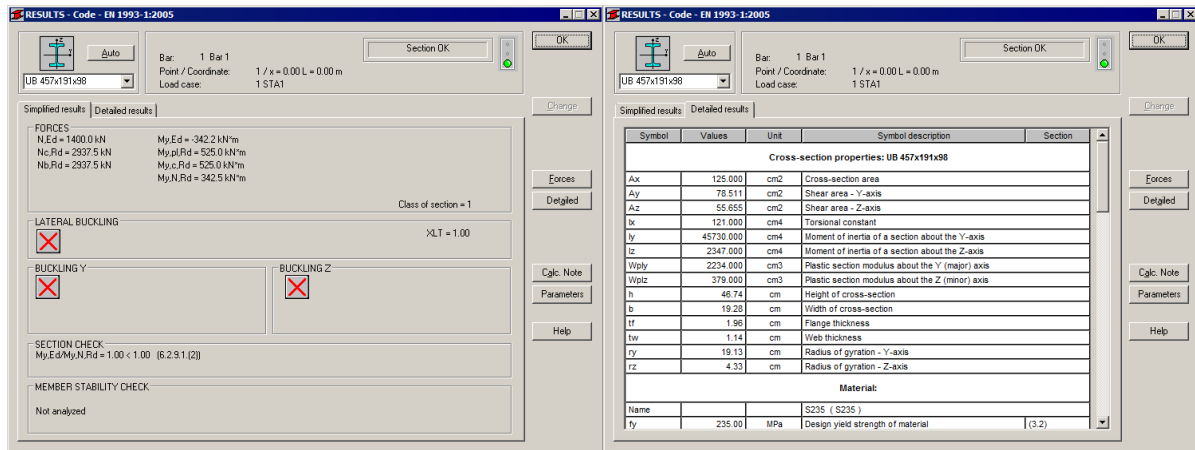 RESULTS - Code - EN 1993-1:2005
z
y
Auto
UB 457x191x98
Bar: 1 Bar 1
Point / Coordinate: 1 / x = 0.00 L = 0.00 m
Load case: 1 STA1
Section OK
OK
Simplified results
Detailed results
Change
FORCES
N,Ed = 1400.0 kN My,Ed = -342.2 kN*m
Nc,Rd = 2937.5 kN My,pl,Rd = 525.0 kN*m
Nb,Rd = 2937.5 kN My,c,Rd = 525.0 kN*m
My,N,Rd = 342.5 kN*m
Class of section = 1
Forces
Detailed
LATERAL BUCKLING
XLT = 1.00
BUCKLING Y
BUCKLING Z
Calc. Note
Parameters
Help
SECTION CHECK
My,Ed/My,N,Rd = 1.00 < 1.00 (6.2.9.1.(2))
MEMBER STABILITY CHECK
Not analyzed
RESULTS - Code - EN 1993-1:2005
z
y
Auto
UB 457x191x98
Bar: 1 Bar 1
Point / Coordinate: 1 / x = 0.00 L = 0.00 m
Load case: 1 STA1
Section OK
OK
Simplified results
Detailed results
Change
Symbol Values Unit Symbol description Section
Cross-section properties: UB 457x191x98
Ax 125.000 cm2 Cross-section area
Ay 78.511 cm2 Shear area - Y-axis
Az 55.655 cm2 Shear area - Z-axis
Ix 121.000 cm4 Torsional constant
Iy 45730.000 cm4 Moment of inertia of a section about the Y-axis
Iz 2347.000 cm4 Moment of inertia of a section about the Z-axis
Wply 2234.000 cm3 Plastic section modulus about the Y (major) axis
Wplz 379.000 cm3 Plastic section modulus about the Z (minor) axis
h 46.74 cm Height of cross-section
b 19.28 cm Width of cross-section
tf 1.96 cm Flange thickness
tw 1.14 cm Web thickness
ry 19.13 cm Radius of gyration - Y-axis
rz 4.33 cm Radius of gyration - Z-axis
Material:
Name S235 ( S235 )
fy 235.00 MPa Design yield strength of material (3.2)
Forces
Detailed
Calc. Note
Parameters
Help